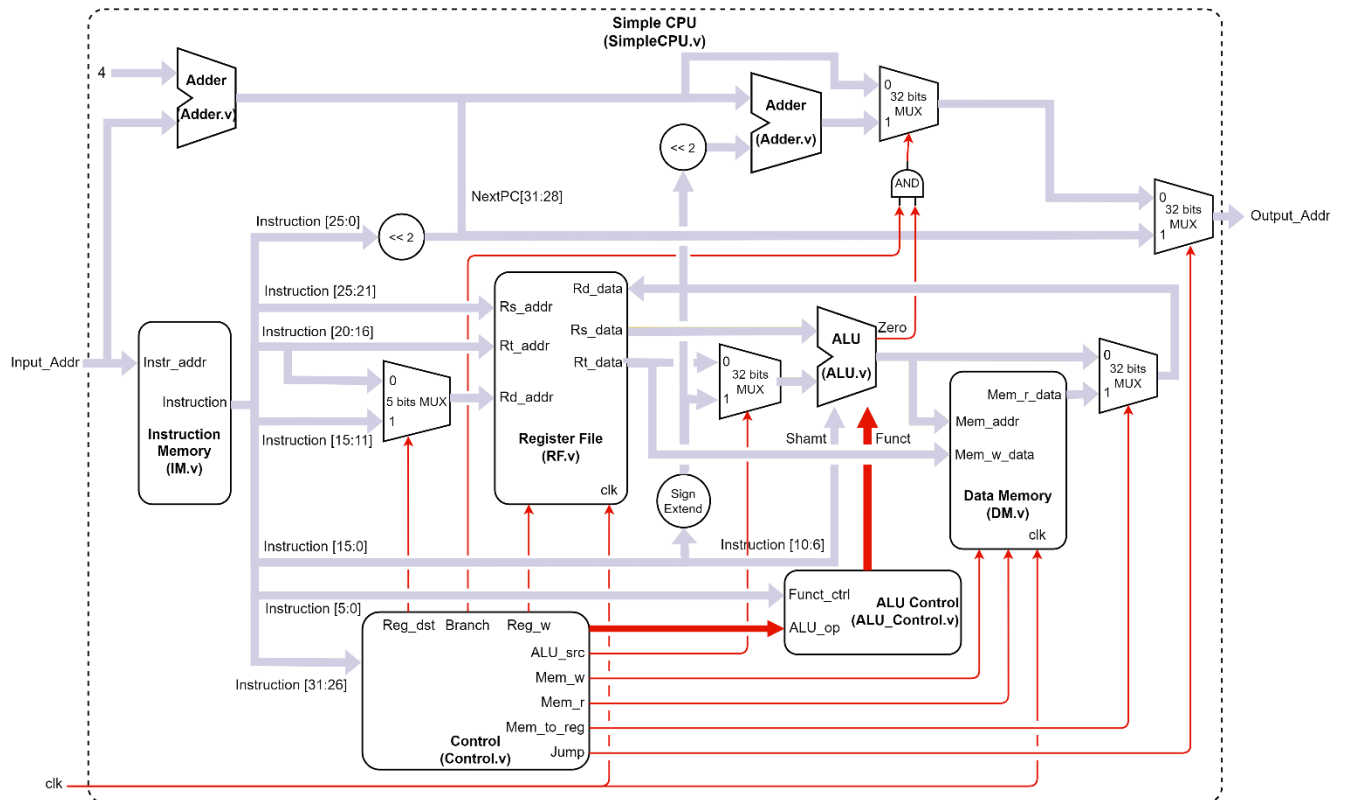 Simple CPU
(SimpleCPU.v)
4
Adder
(Adder.v)
Adder
(Adder.v)
0
32 bits
MUX
1
<< 2
AND
NextPC[31:28]
0
32 bits
MUX
1
Output_Addr
Instruction [25:0]
<< 2
Instruction [25:21]
Rs_addr
Rd_data
Rs_data
Instruction [20:16]
Rt_addr
Rt_data
Rd_addr
Register File
(RF.v)
clk
Input_Addr
Instr_addr
Instruction
Instruction
Memory
(IM.v)
0
5 bits MUX
1
Instruction [15:11]
0
32 bits
MUX
1
ALU
(ALU.v)
Zero
Shamt
Funct
Mem_r_data
Mem_addr
Mem_w_data
Data Memory
(DM.v)
clk
0
32 bits
MUX
1
Sign
Extend
Instruction [15:0]
Instruction [10:6]
Instruction [5:0]
Funct_ctrl
ALU Control
(ALU_Control.v)
ALU_op
Instruction [31:26]
Reg_dst
Branch
Reg_w
ALU_src
Mem_w
Mem_r
Mem_to_reg
Jump
Control
(Control.v)
clk